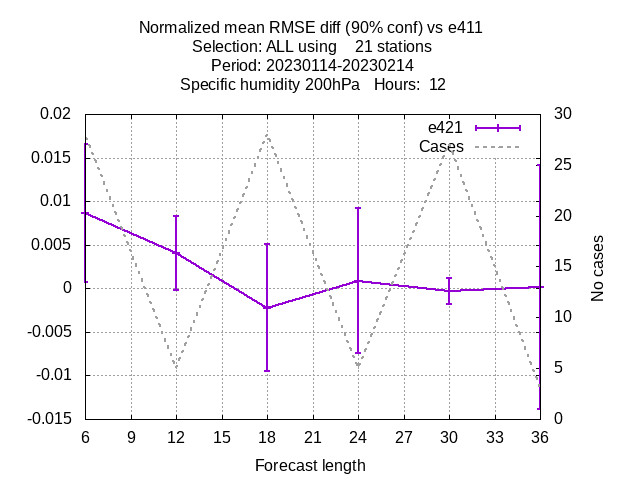 Normalized mean RMSE diff (90% conf) vs e411
Selection: ALL using    21 stations
Period: 20230114-20230214
Specific humidity 200hPa   Hours:  12
0.02
0.015
0.01
0.005
0
-0.005
-0.01
-0.015
30
25
20
15
10
5
0
e421
Cases
No cases
6 9 12 15 18 21 24 27 30 33 36
Forecast length